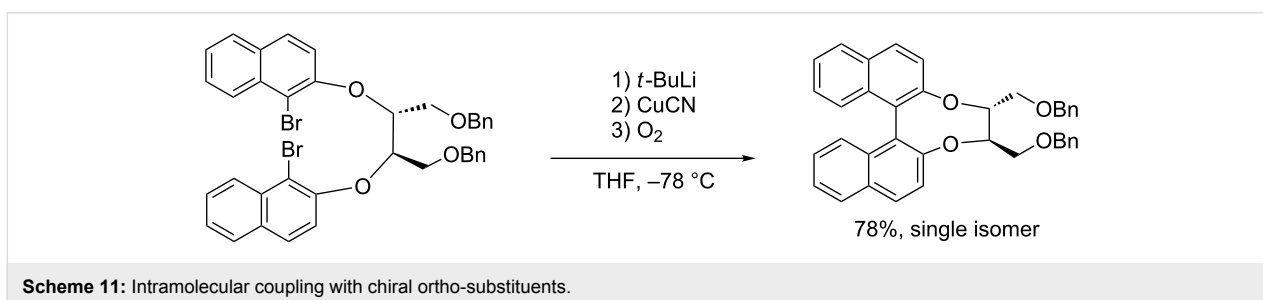 O
Br
OBn
Br
OBn
O
1) t-BuLi
2) CuCN
3) O₂
THF, –78 °C
O
OBn
O
OBn
78%, single isomer
Scheme 11: Intramolecular coupling with chiral ortho-substituents.